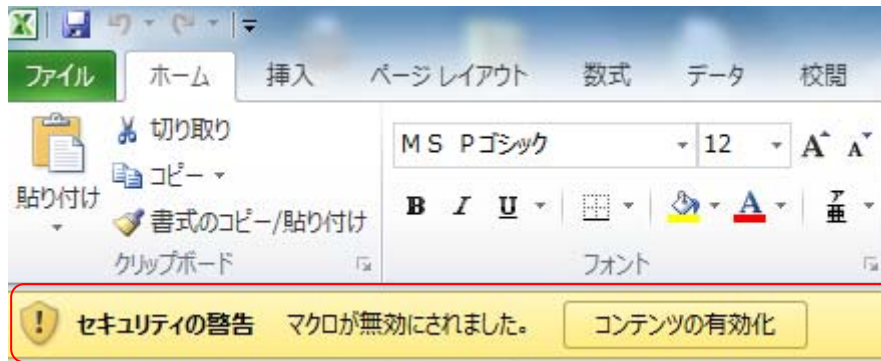 ファイル ホーム 挿入 ページ レイアウト 数式 データ 校閲
切り取り
コピー
貼り付け
書式のコピー/貼り付け
クリップボード
ＭＳ Ｐゴシック 12 A A
B I U A ア亜
フォント
セキュリティの警告 マクロが無効にされました。 コンテンツの有効化